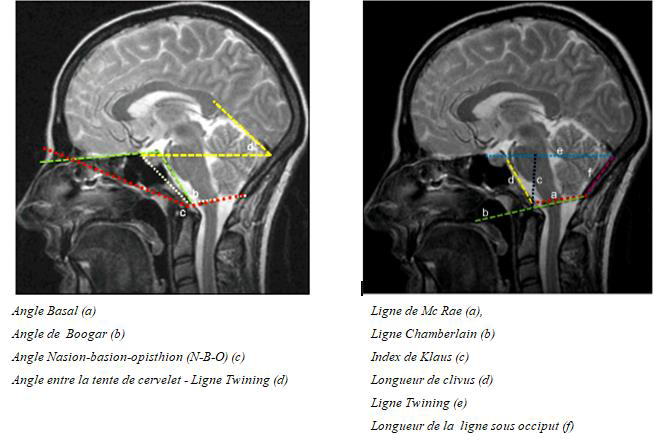 d
b
c
e
d
c
f
a
b
Angle Basal (a)
Angle de Boogar (b)
Angle Nasion-basion-opisthion (N-B-O) (c)
Angle entre la tente de cervelet - Ligne Twining (d)
Ligne de Mc Rae (a),
Ligne Chamberlain (b)
Index de Klaus (c)
Longueur de clivus (d)
Ligne Twining (e)
Longueur de la ligne sous occiput (f)